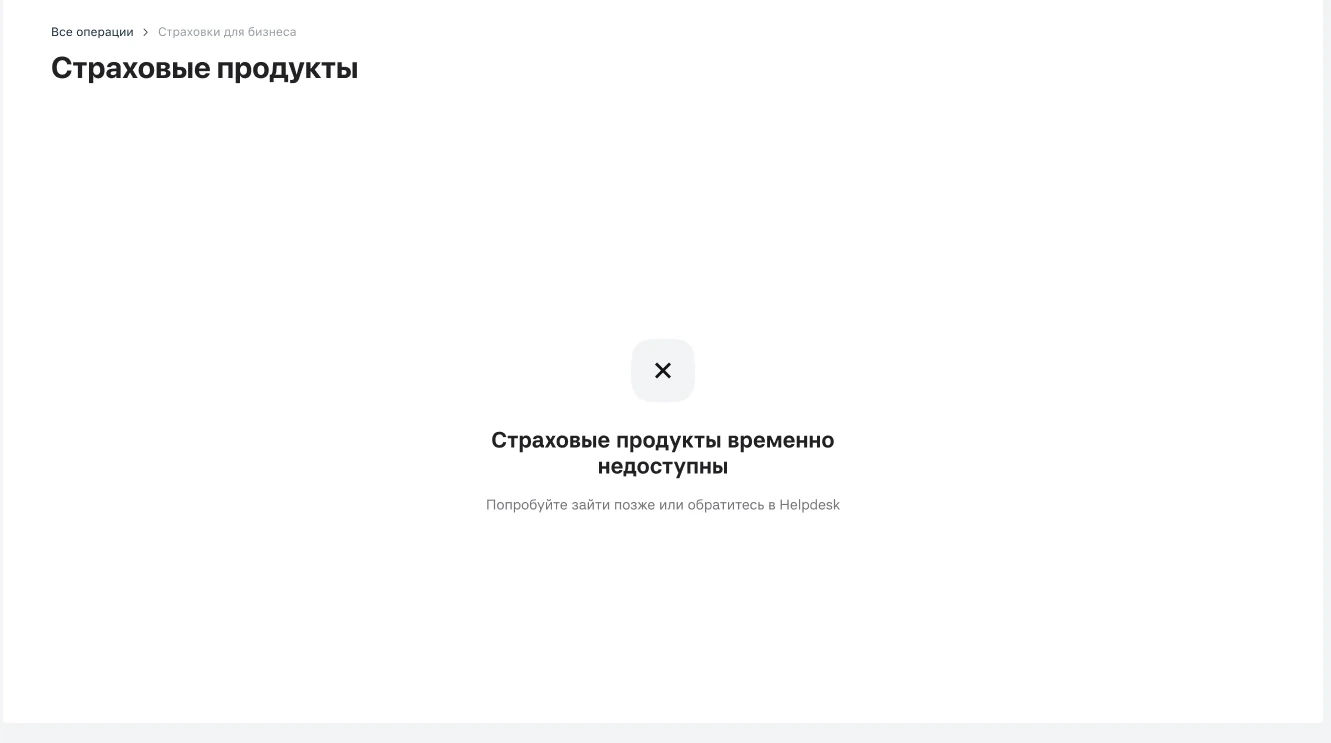 Все операции > Страховки для бизнеса
Страховые продукты
Страховые продукты временно
недоступны
Попробуйте зайти позже или обратитесь в Helpdesk